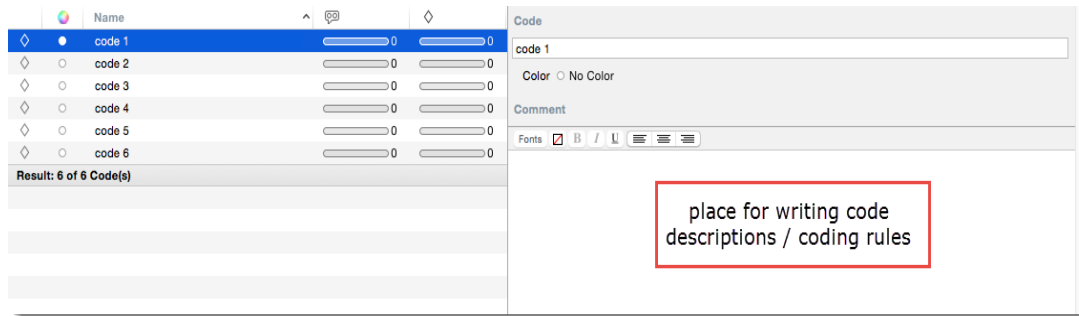 Name
code 1 0 0
code 2 0 0
code 3 0 0
code 4 0 0
code 5 0 0
code 6 0 0
Result: 6 of 6 Code(s)
Code
code 1
Color No Color
Comment
Fonts B I U
place for writing code
descriptions / coding rules